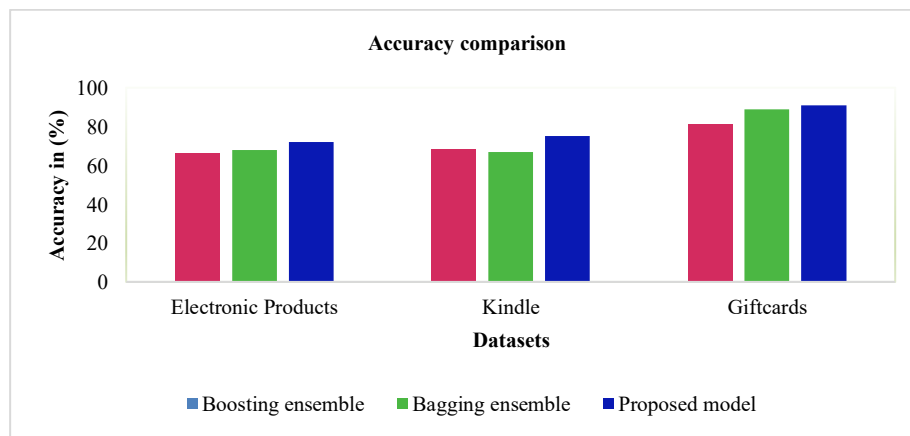 Accuracy comparison
Accuracy in (%)
100
80
60
40
20
0
Electronic Products Kindle Giftcards
Datasets
Boosting ensemble Bagging ensemble Proposed model